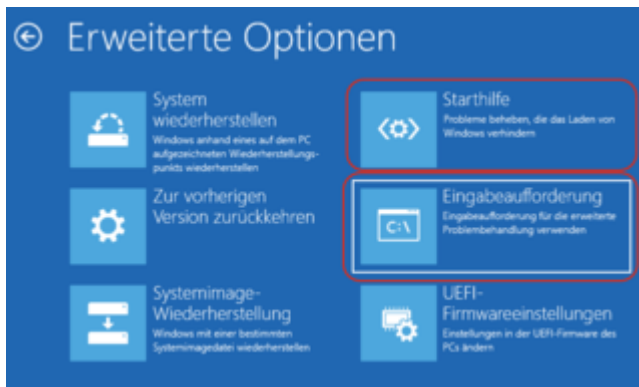 Erweiterte Optionen
System
wiederherstellen
Windows anhand eines auf dem PC
aufgezeichneten Wiederherstellungs-
punkts wiederherstellen
Zur vorherigen
Version zurückkehren
Systemimage-
Wiederherstellung
Windows mit einer bestimmten
Systemimagedatei wiederherstellen
Starthilfe
Probleme beheben, die das Laden von
Windows verhindern
C:\
Eingabeaufforderung
Eingabeaufforderung für die erweiterte
Problembehandlung verwenden
UEFI-
Firmwareeinstellungen
Einstellungen in der UEFI-Firmware des
PCs ändern